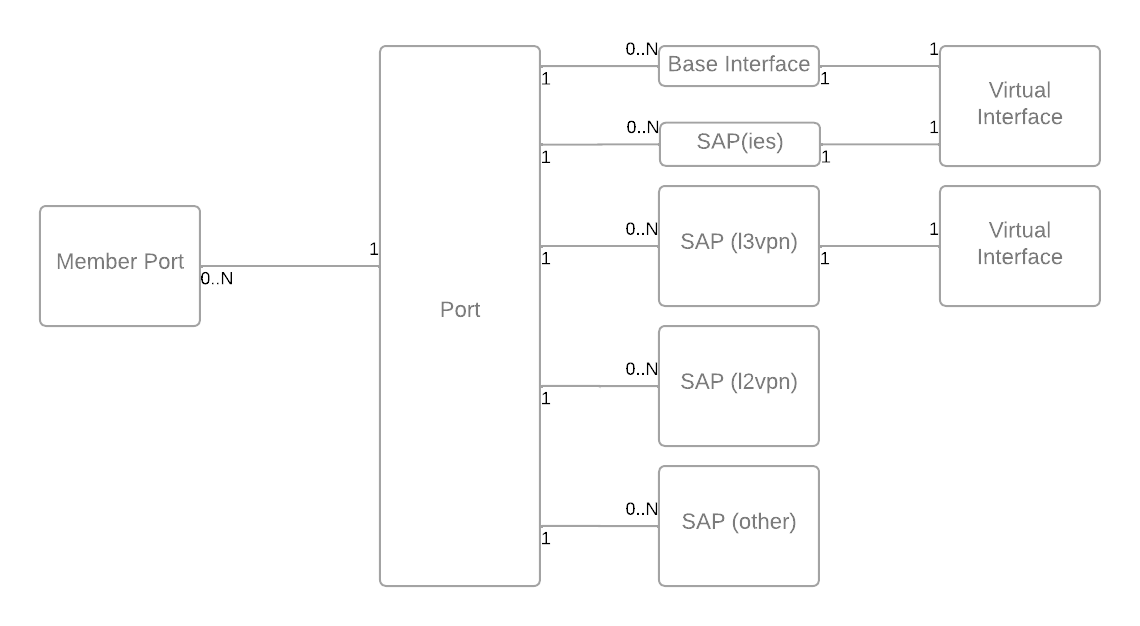 0..N
1
Base Interface
1
1
Virtual
Interface
0..N
1
SAP(ies)
1
1
Member Port
0..N
1
Port
0..N
1
SAP (l3vpn)
1
1
Virtual
Interface
0..N
1
SAP (l2vpn)
0..N
1
SAP (other)